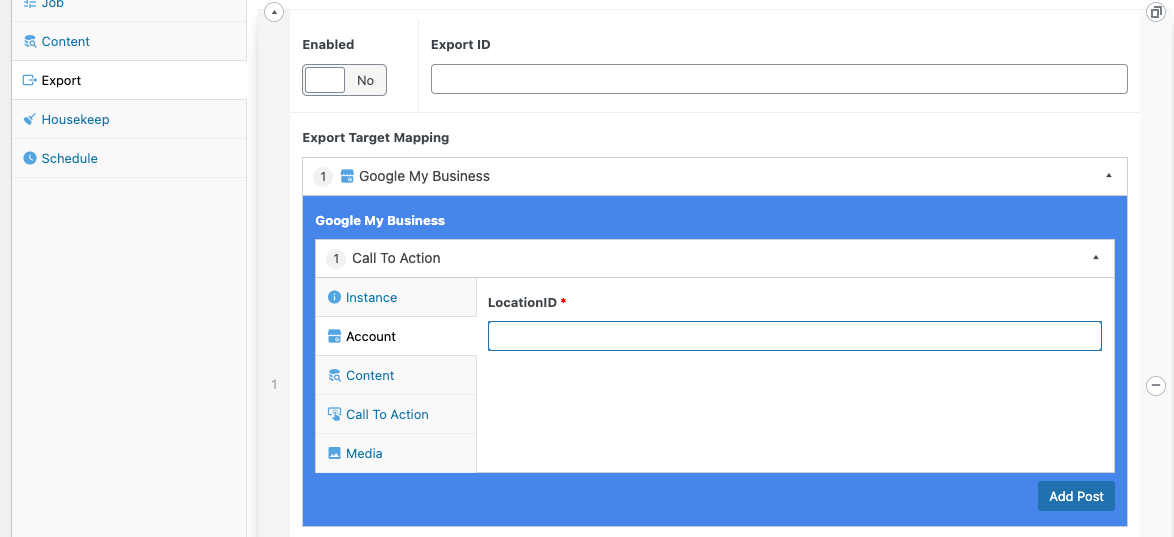 Job
Content
Export
Housekeep
Schedule
Enabled
Export ID
No
Export Target Mapping
1 Google My Business
Google My Business
1 Call To Action
Instance
LocationID *
Account
Content
1
Call To Action
Media
Add Post